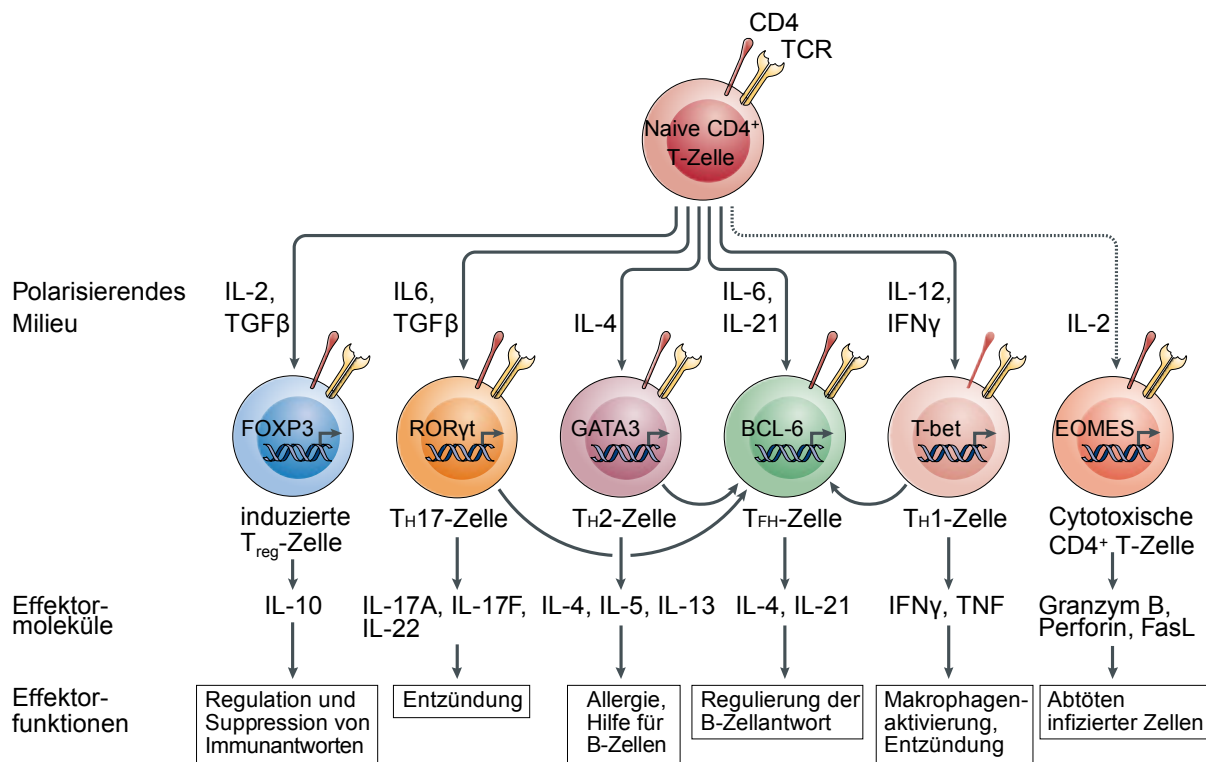 CD4
TCR
Naive CD4⁺
T-Zelle
Polarisierendes
Milieu
IL-2,
TGFβ
IL6,
TGFβ
IL-4
IL-6,
IL-21
IL-12,
IFNγ
IL-2
FOXP3
RORγt
GATA3
BCL-6
T-bet
EOMES
induzierte
Treg-Zelle
TH17-Zelle
TH2-Zelle
TFH-Zelle
TH1-Zelle
Cytotoxische
CD4⁺ T-Zelle
Effektor-
moleküle
IL-10
IL-17A, IL-17F,
IL-22
IL-4, IL-5, IL-13
IL-4, IL-21
IFNγ, TNF
Granzym B,
Perforin, FasL
Effektor-
funktionen
Regulation und
Suppression von
Immunantworten
Entzündung
Allergie,
Hilfe für
B-Zellen
Regulierung der
B-Zellantwort
Makrophagen-
aktivierung,
Entzündung
Abtöten
infizierter Zellen